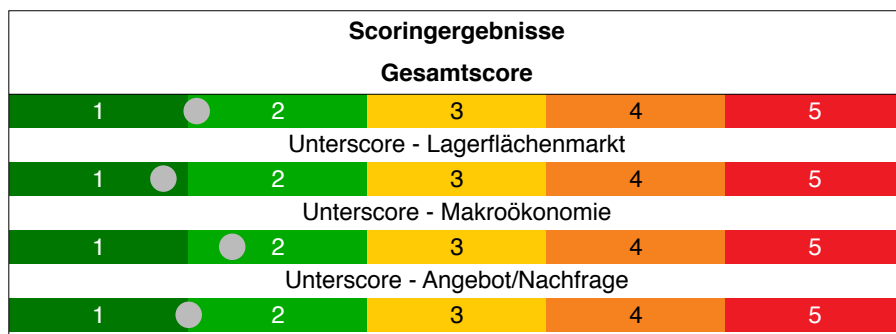 Scoringergebnisse
Gesamtscore
1 2 3 4 5
Unterscore - Lagerflächenmarkt
1 2 3 4 5
Unterscore - Makroökonomie
1 2 3 4 5
Unterscore - Angebot/Nachfrage
1 2 3 4 5